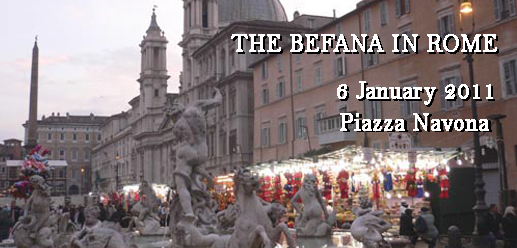 THE BEFANA IN ROME
6 January 2011
Piazza Navona